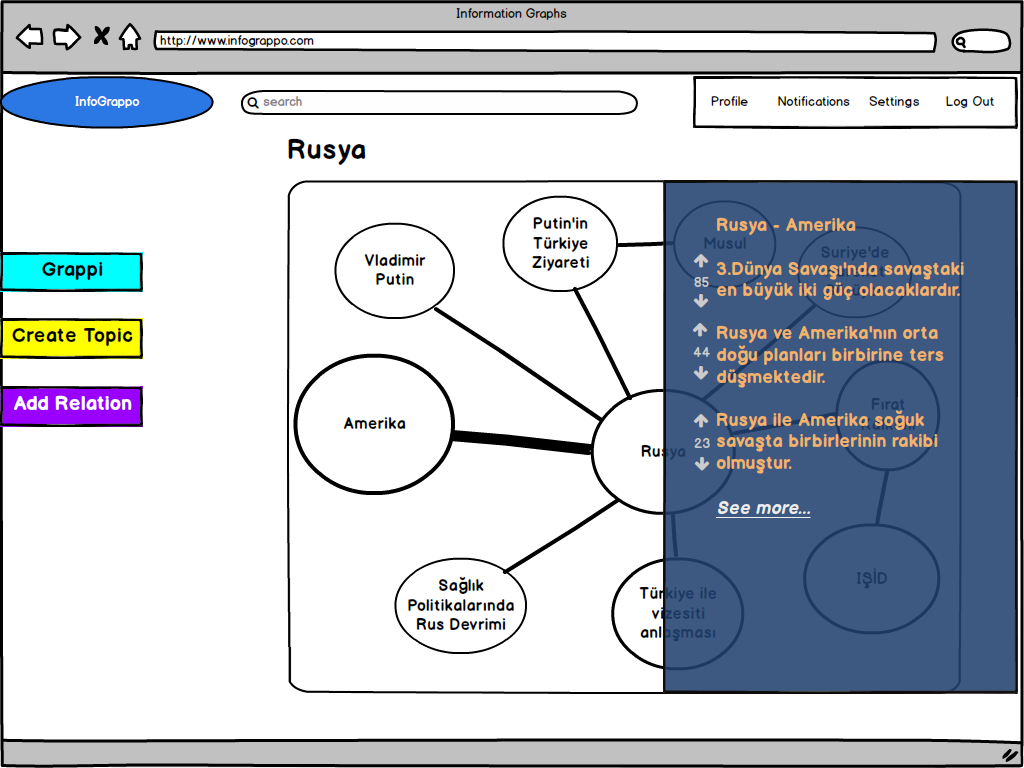 Information Graphs
http://www.infograppo.com
InfoGrappo
search
Profile
Notifications
Settings
Log Out
Rusya
Grappi
Create Topic
Add Relation
Vladimir
Putin
Putin'in
Türkiye
Ziyareti
Musul
Suriye'de
Amerika
Rusya
Fırat
Sağlık
Politikalarında
Rus Devrimi
Türkiye ile
vizesiti
anlaşması
IŞİD
Rusya - Amerika
85
3.Dünya Savaşı'nda savaştaki
en büyük iki güç olacaklardır.
44
Rusya ve Amerika'nın orta
doğu planları birbirine ters
düşmektedir.
23
Rusya ile Amerika soğuk
savaşta birbirlerinin rakibi
olmuştur.
See more...